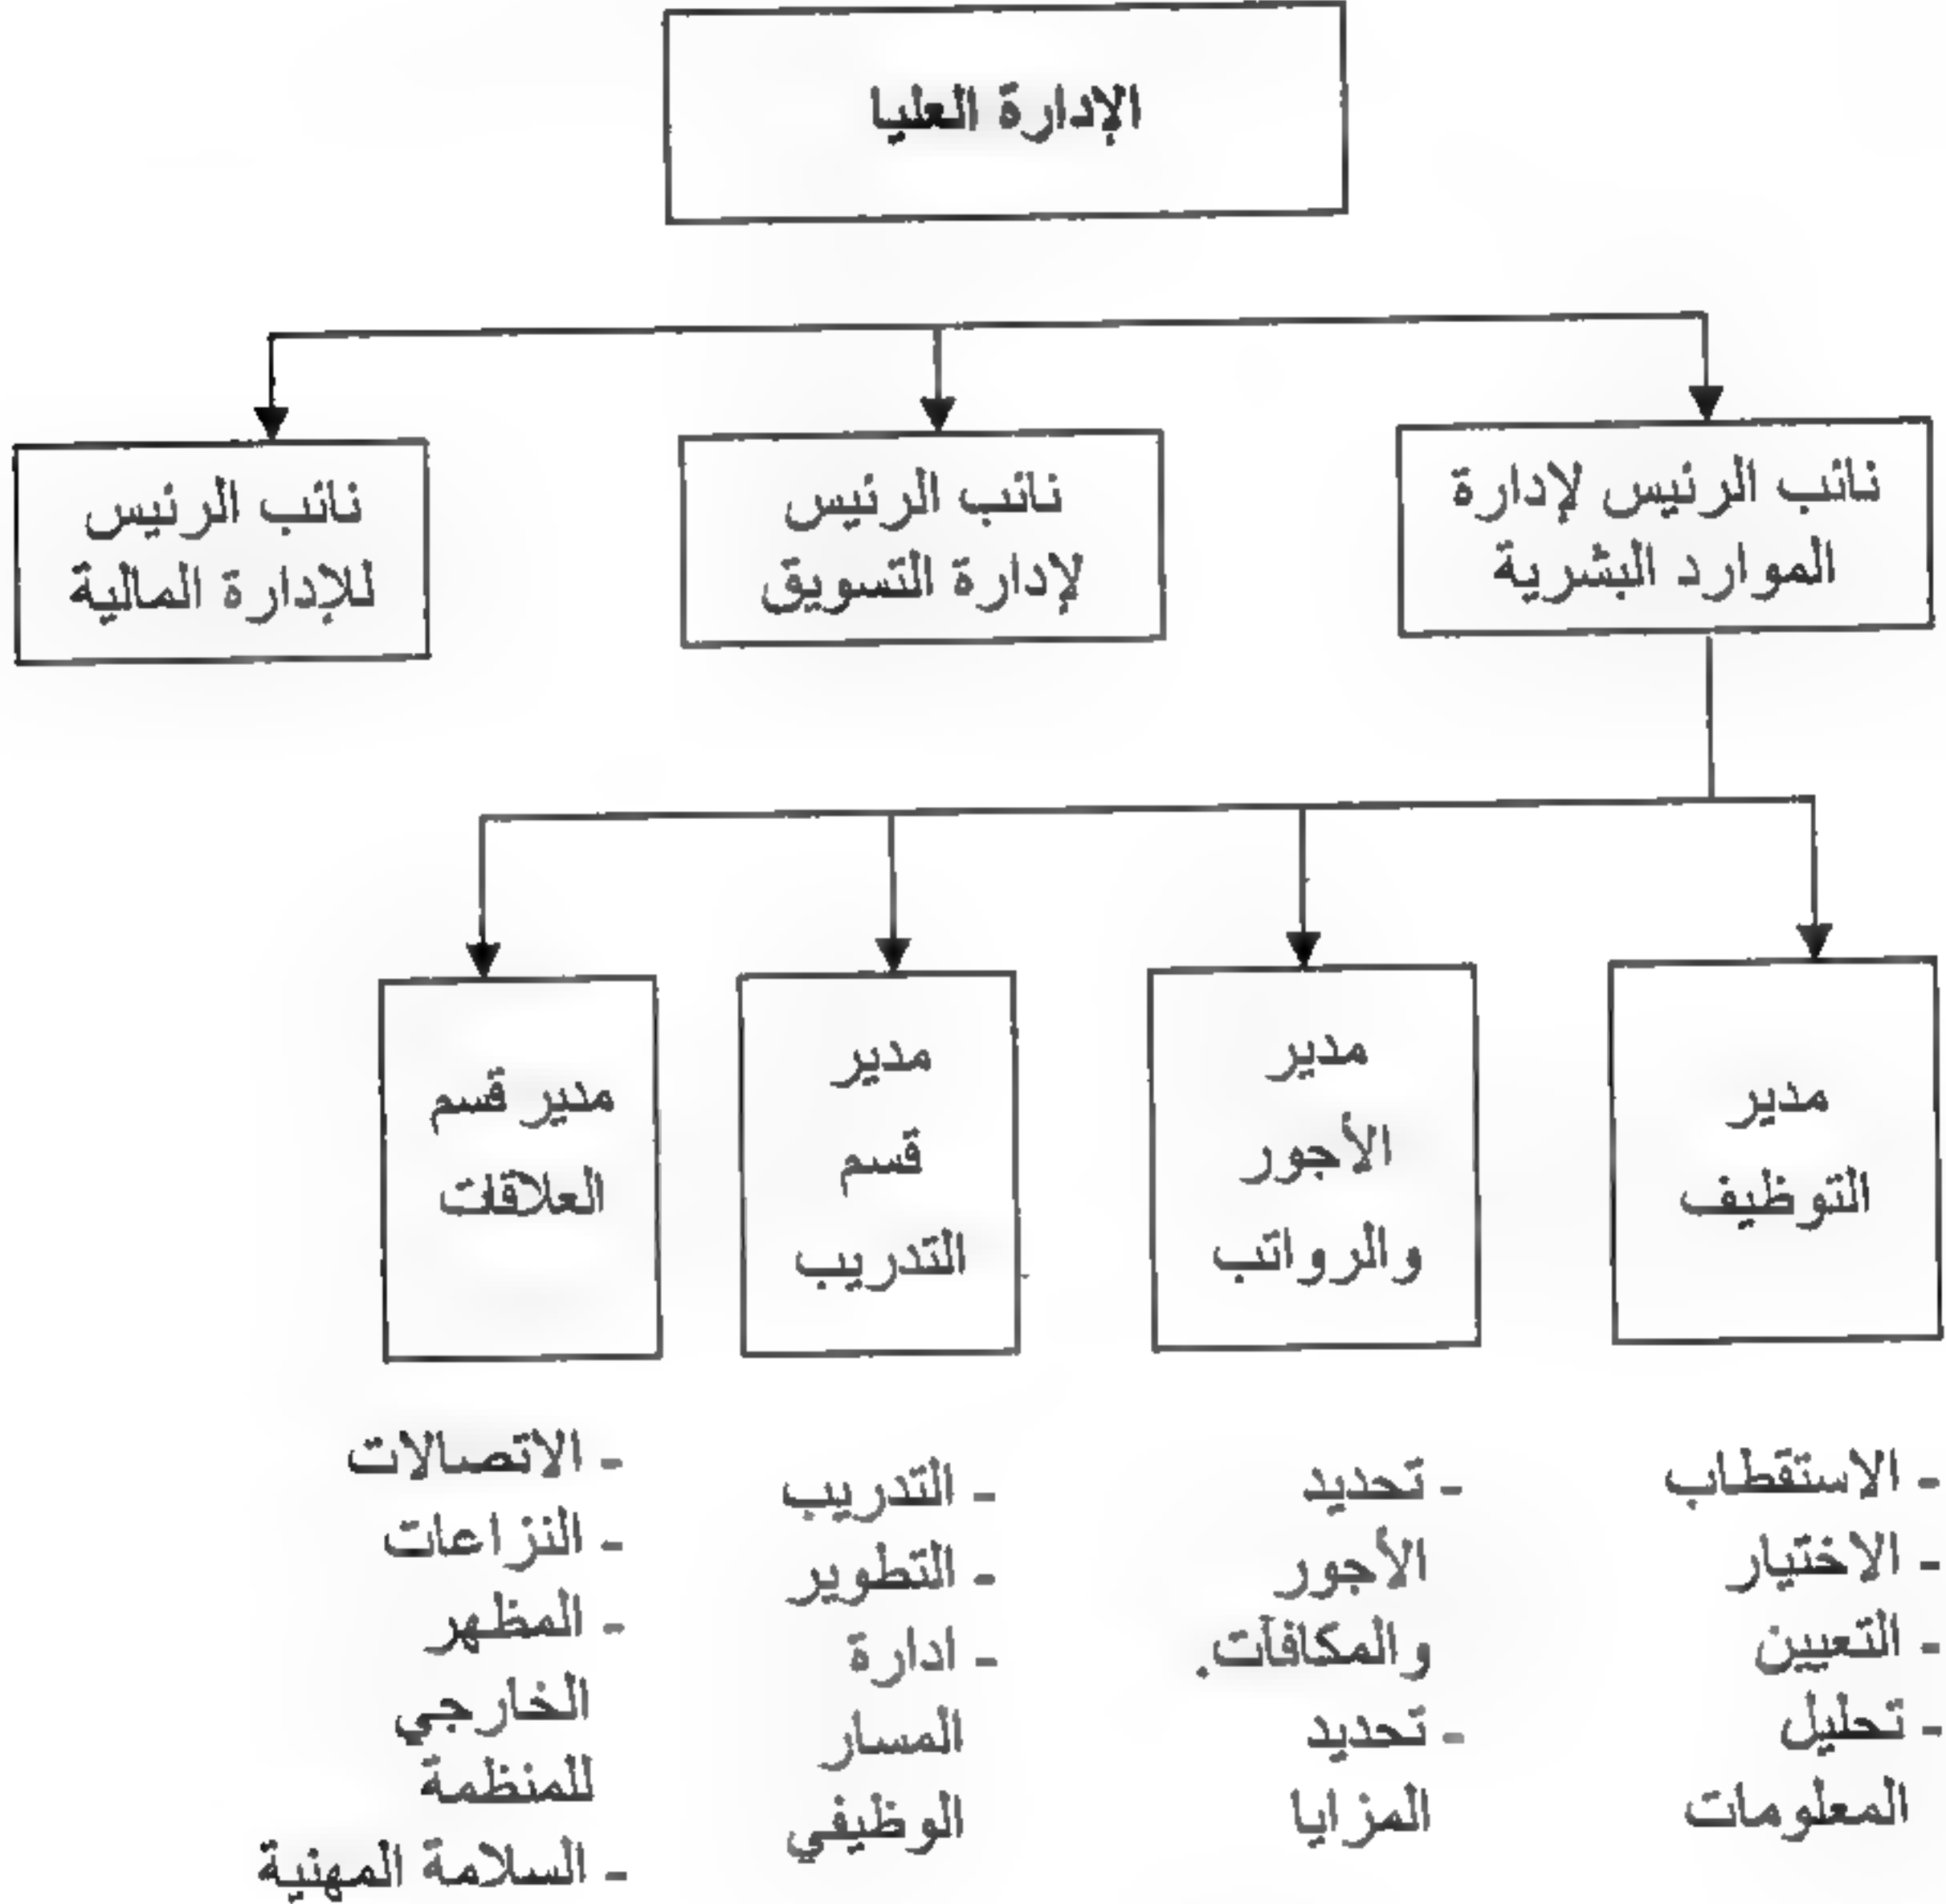 الإدارة العليا
نائب الرئيس لإدارة
الموارد البشرية
نائب الرئيس
لإدارة التسويق
نائب الرئيس
للإدارة المالية
مدير
التوظيف
مدير
الأجور
والرواتب
مدير
قسم
التدريب
مدير قسم
العلاقات
- الاستقطاب
- الاختيار
- التعيين
- تحليل
المعلومات
- تحديد
الأجور
والمكافآت.
- تحديد
المزايا
- التدريب
- التطوير
- ادارة
المسار
الوظيفي
- الاتصالات
- النزاعات
- المظهر
الخارجي
للمنظمة
- السلامة المهنية